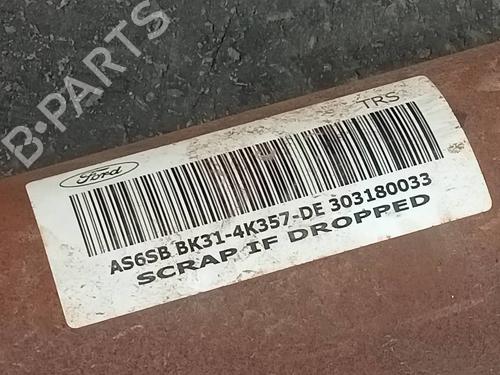 B-PARTS
TRS
Ford
AS6SB BK31-4K357-DE 303180033
SCRAP IF DROPPED